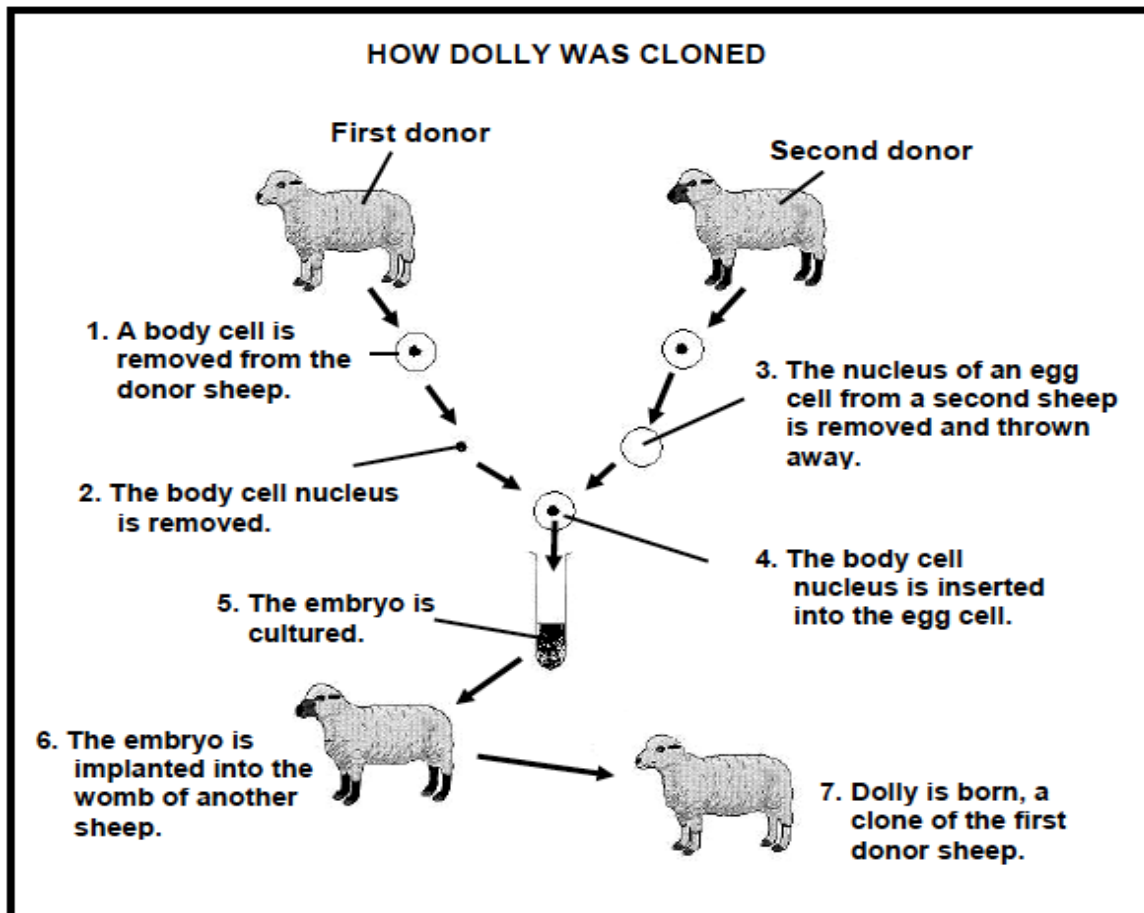 HOW DOLLY WAS CLONED
First donor
Second donor
1. A body cell is
removed from the
donor sheep.
3. The nucleus of an egg
cell from a second sheep
is removed and thrown
away.
2. The body cell nucleus
is removed.
4. The body cell
nucleus is inserted
into the egg cell.
5. The embryo is
cultured.
6. The embryo is
implanted into the
womb of another
sheep.
7. Dolly is born, a
clone of the first
donor sheep.